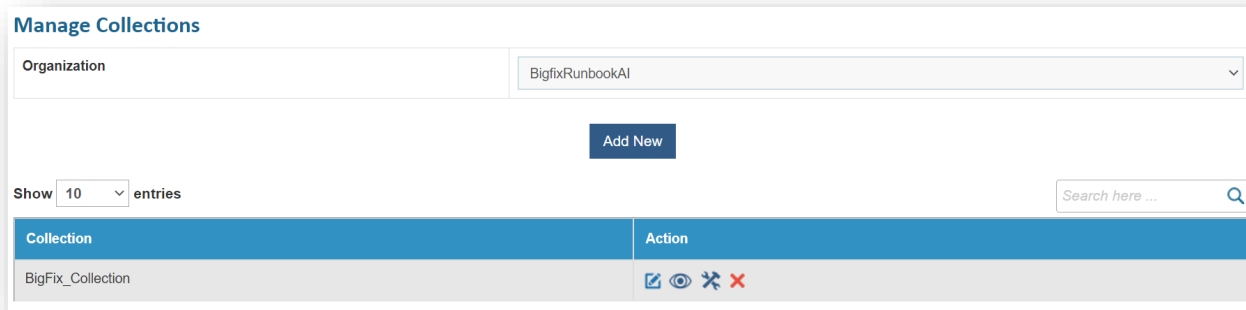 Manage Collections
Organization BigfixRunbookAI
Add New
Show 10 entries Search here ...
Collection Action
BigFix_Collection